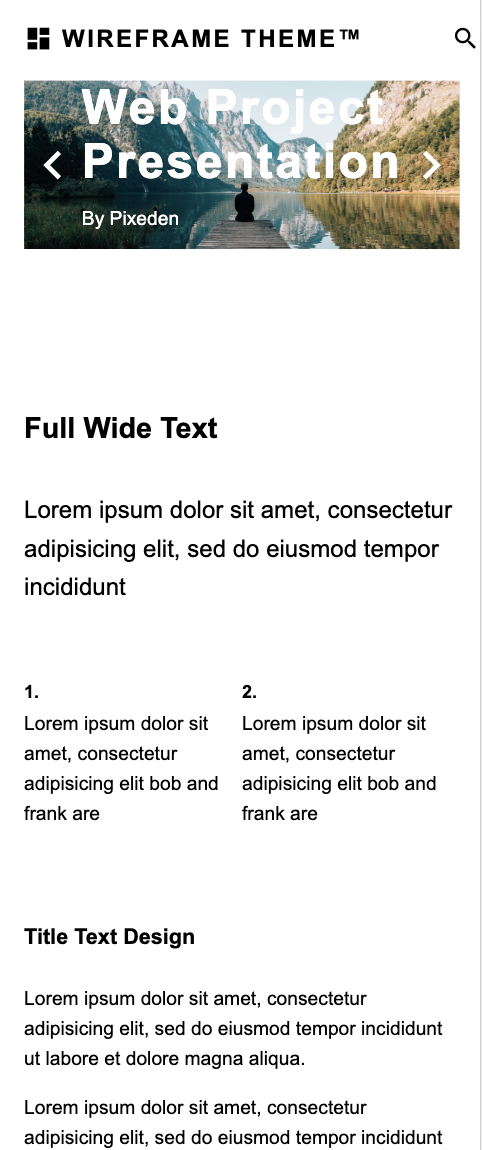 WIREFRAME THEME™
Web Project
Presentation
By Pixeden
Full Wide Text
Lorem ipsum dolor sit amet, consectetur
adipisicing elit, sed do eiusmod tempor
incididunt
1.
Lorem ipsum dolor sit
amet, consectetur
adipisicing elit bob and
frank are
2.
Lorem ipsum dolor sit
amet, consectetur
adipisicing elit bob and
frank are
Title Text Design
Lorem ipsum dolor sit amet, consectetur
adipisicing elit, sed do eiusmod tempor incididunt
ut labore et dolore magna aliqua.
Lorem ipsum dolor sit amet, consectetur
adipisicing elit, sed do eiusmod tempor incididunt